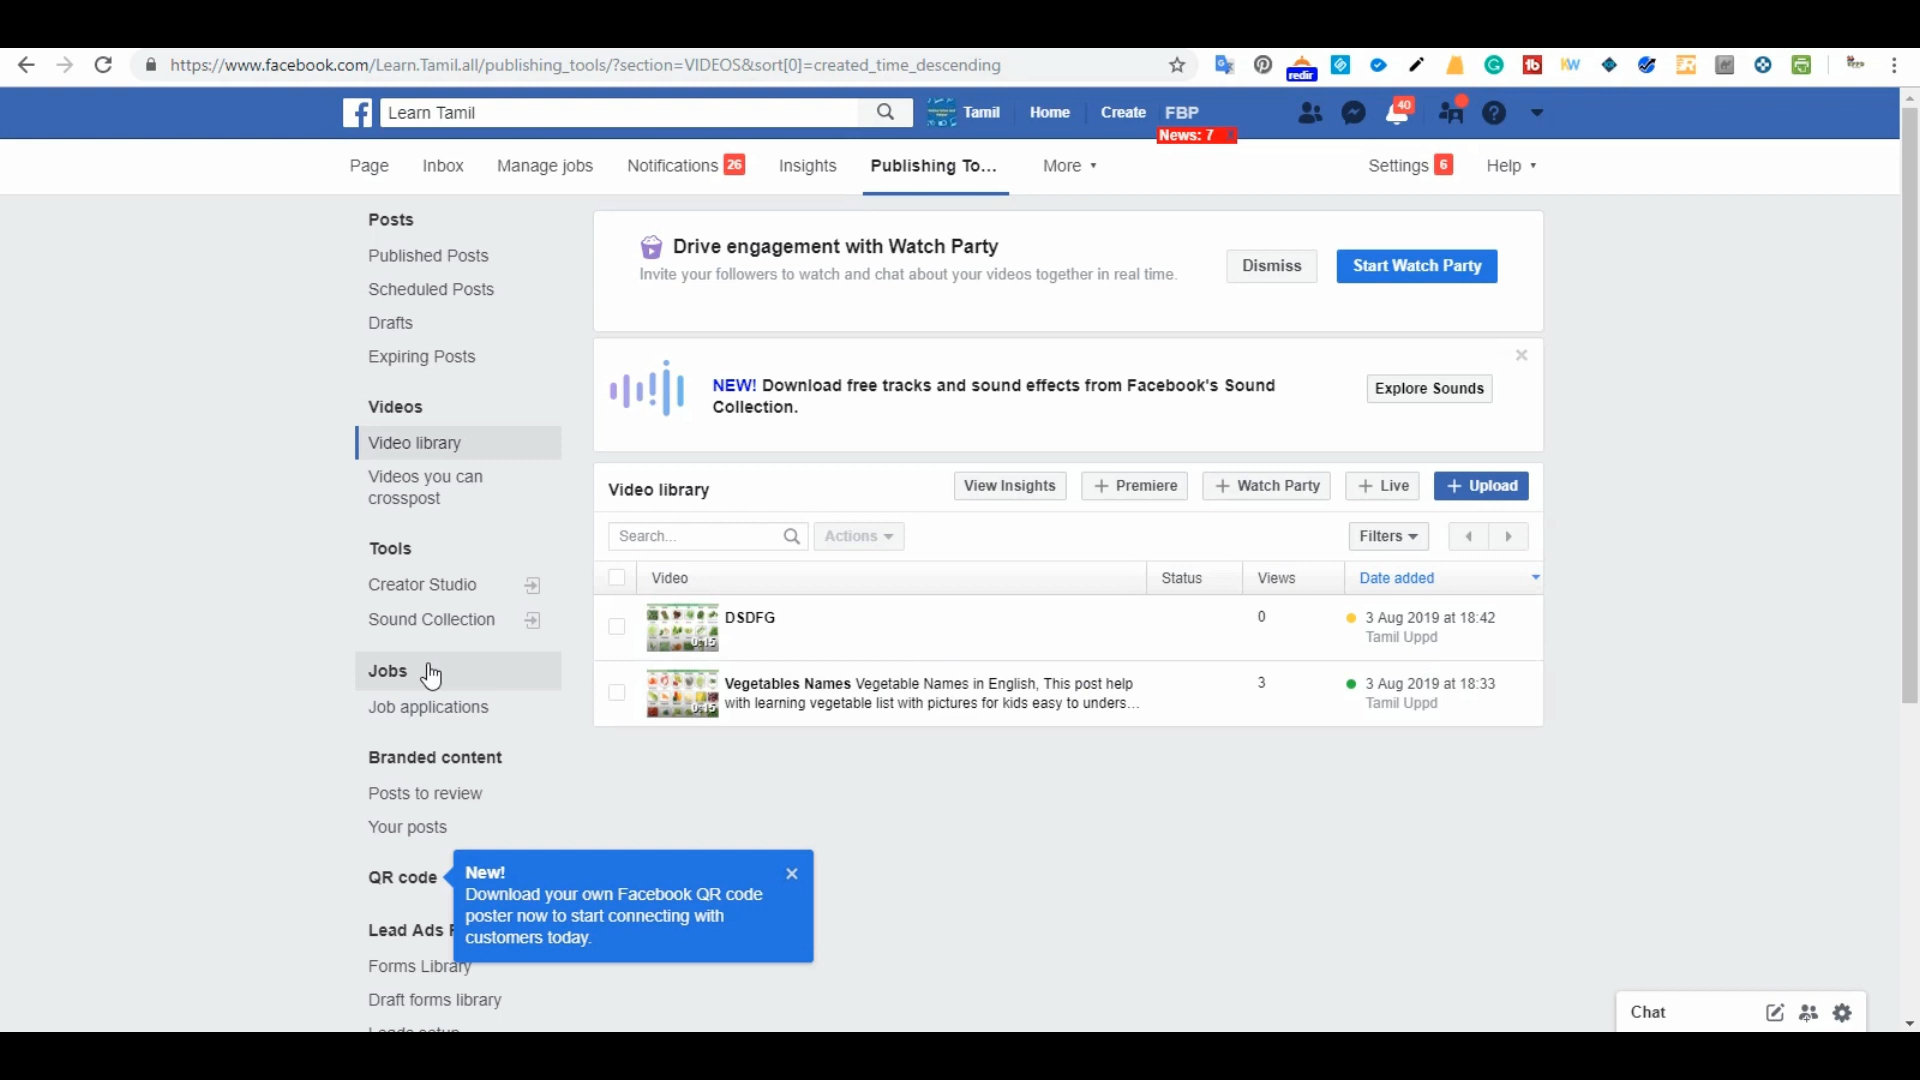 https://www.facebook.com/Learn.Tamil.all/publishing_tools/?section=VIDEOS&sort[0]=created_time_descending
redir
Learn Tamil
Tamil
Home
Create
FBP
News: 7
40
Page
Inbox
Manage jobs
Notifications 26
Insights
Publishing To...
More
Settings 6
Help
Posts
Published Posts
Scheduled Posts
Drafts
Expiring Posts
Videos
Video library
Videos you can
crosspost
Tools
Creator Studio
Sound Collection
Jobs
Job applications
Branded content
Posts to review
Your posts
QR code
Lead Ads F
Forms Library
Draft forms library
Leads setup
New!
Download your own Facebook QR code
poster now to start connecting with
customers today.
Drive engagement with Watch Party
Invite your followers to watch and chat about your videos together in real time.
Dismiss
Start Watch Party
NEW! Download free tracks and sound effects from Facebook's Sound
Collection.
Explore Sounds
Video library
View Insights
+ Premiere
+ Watch Party
+ Live
+ Upload
Search...
Actions
Filters
Video
Status
Views
Date added
0:15
DSDFG
0
3 Aug 2019 at 18:42
Tamil Uppd
0:15
Vegetables Names Vegetable Names in English, This post help
with learning vegetable list with pictures for kids easy to unders...
3
3 Aug 2019 at 18:33
Tamil Uppd
Chat